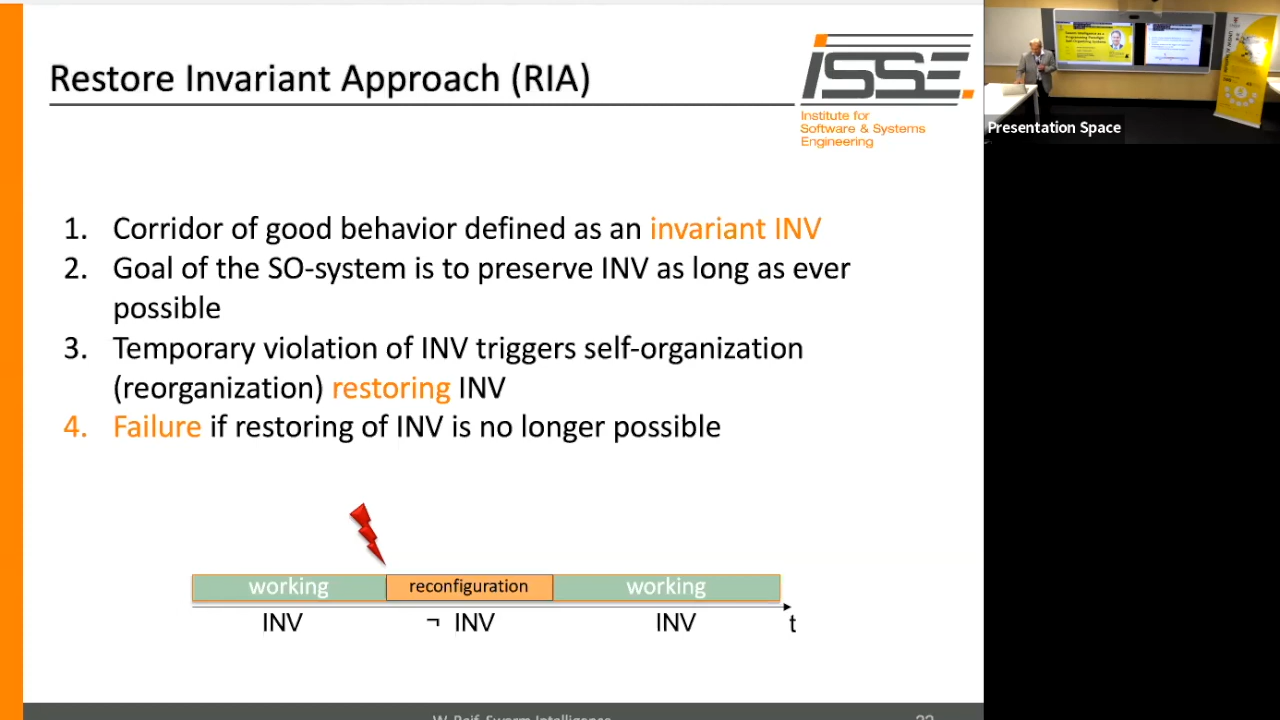 Restore Invariant Approach (RIA)
ISSE
Institute for
Software & Systems
Engineering
Presentation Space
1. Corridor of good behavior defined as an invariant INV
2. Goal of the SO-system is to preserve INV as long as ever
possible
3. Temporary violation of INV triggers self-organization
(reorganization) restoring INV
4. Failure if restoring of INV is no longer possible
working reconfiguration working
INV ¬ INV INV t
W. Reif, Swarm Intelligence